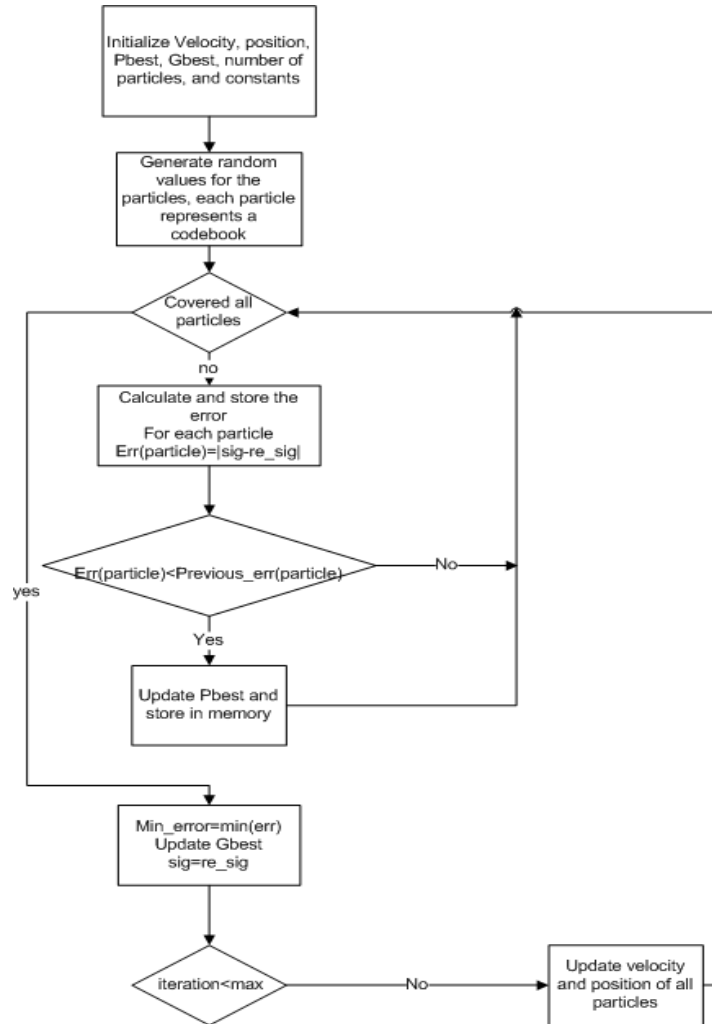 Initialize Velocity, position,
Pbest, Gbest, number of
particles, and constants
Generate random
values for the
particles, each particle
represents a
codebook
Covered all
particles
no
Calculate and store the
error
For each particle
Err(particle)=|sig-re_sig|
Err(particle)<Previous_err(particle)
No
yes
Yes
Update Pbest and
store in memory
Min_error=min(err)
Update Gbest
sig=re_sig
iteration<max
No
Update velocity
and position of all
particles